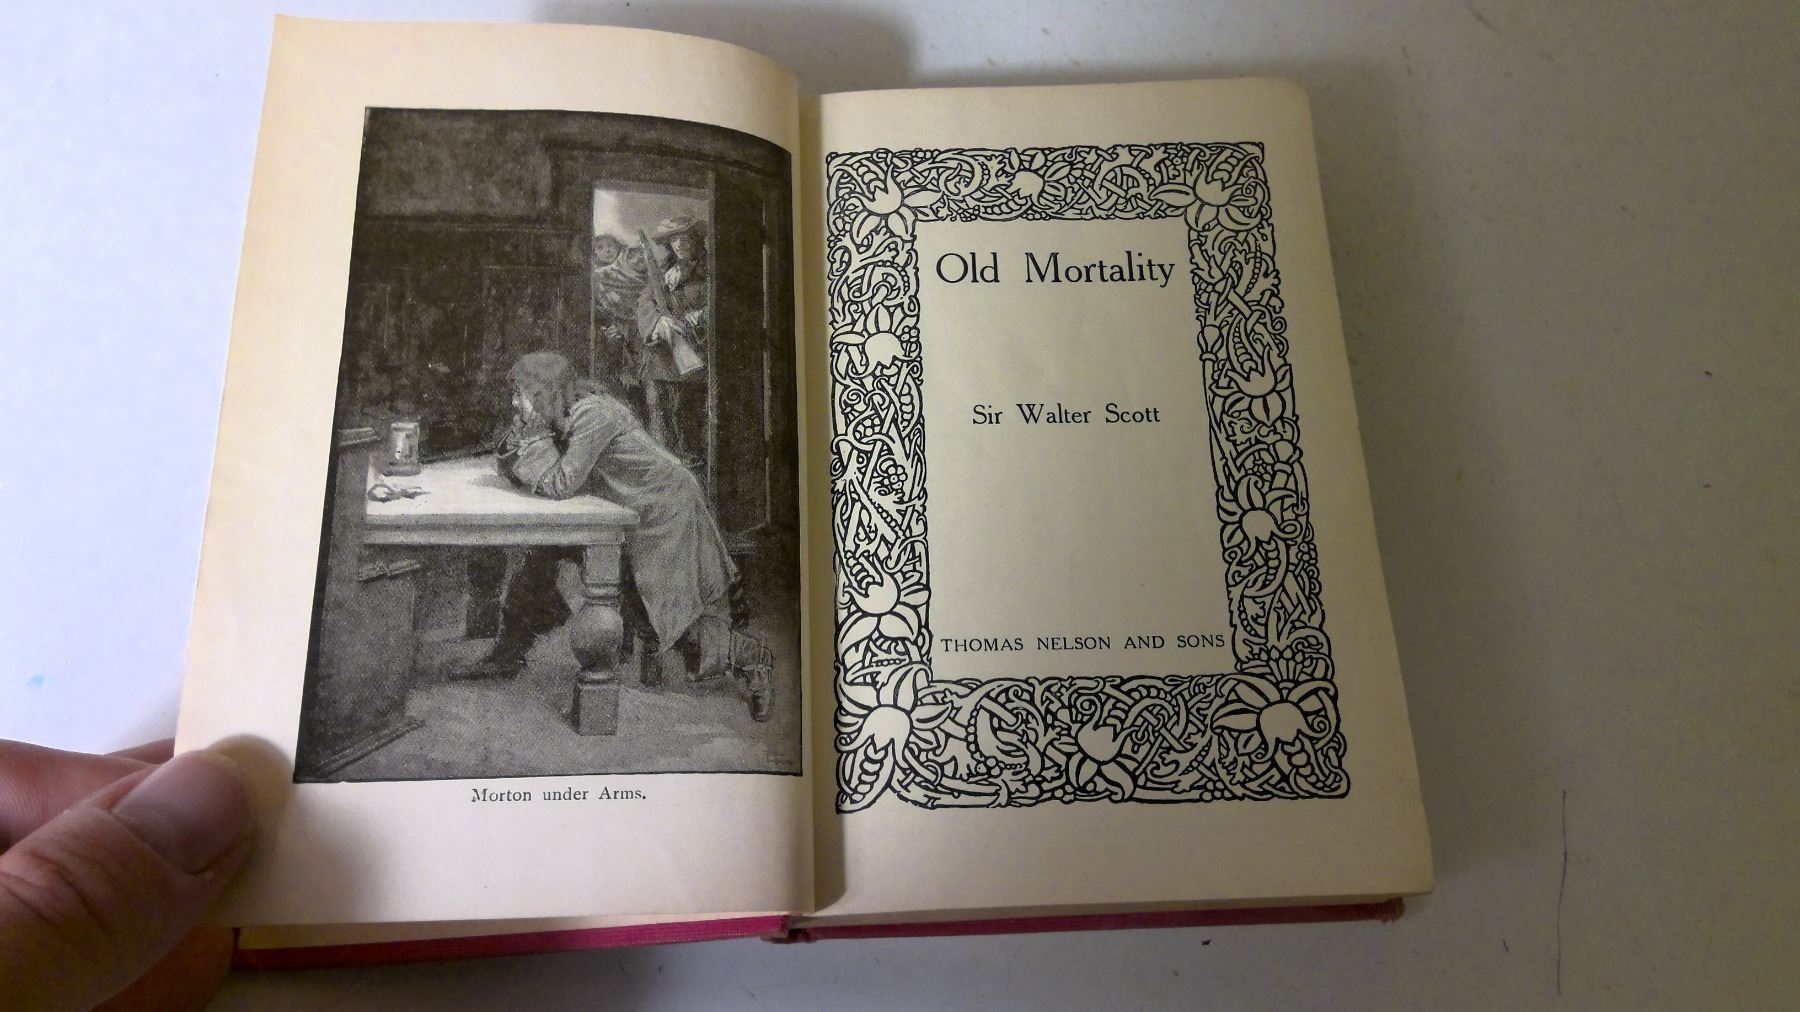 Morton under Arms.
Old Mortality
Sir Walter Scott
THOMAS NELSON AND SONS